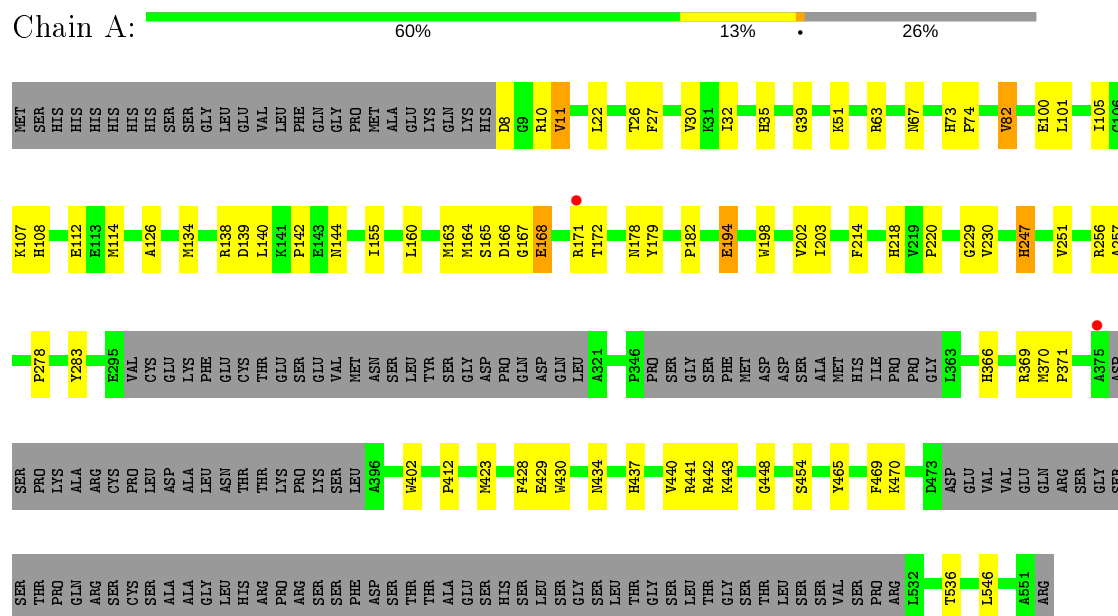 Chain A:
60% 13% • 26%
MET SER HIS HIS HIS HIS HIS HIS SER SER GLY LEU GLU VAL LEU PHE GLN GLY PRO MET ALA GLU LYS GLN LYS HIS D8 G9 R10 V11 L22 T26 F27 V30 K31 I32 H35 G39 K51 R63 N67 H73 P74 V82 E100 L101 I105 G106
K107 H108 E112 E113 M114 A126 M134 R138 D139 L140 K141 P142 E143 N144 I155 L160 M163 M164 S165 D166 G167 E168 R171 T172 N178 Y179 P182 E194 W198 V202 I203 F214 H218 V219 P220 G229 V230 H247 V251 R256 A257
P278 Y283 E295 VAL CYS GLU LYS PHE GLU CYS THR GLU SER GLU VAL MET ASN SER LEU TYR SER GLY ASP PRO GLN ASP GLN LEU A321 P346 PRO SER GLY SER PHE MET ASP ASP SER ALA MET HIS ILE PRO PRO GLY L363 H366 R369 M370 P371 A375 ASP
SER PRO LYS ALA ARG CYS PRO LEU ASP ALA LEU ASN THR THR LYS PRO LYS SER LEU A396 W402 P412 M423 F428 E429 W430 N434 H437 V440 R441 R442 K443 G448 S454 Y465 F469 K470 D473 ASP GLU VAL VAL GLU GLN ARG SER GLY SER
SER THR PRO GLN ARG SER CYS SER ALA ALA GLY LEU HIS ARG PRO ARG SER SER PHE ASP SER THR THR ALA GLU SER HIS SER LEU SER GLY SER LEU THR GLY SER LEU THR GLY SER THR LEU SER SER VAL SER PRO ARG L532 T536 L546 A551 ARG